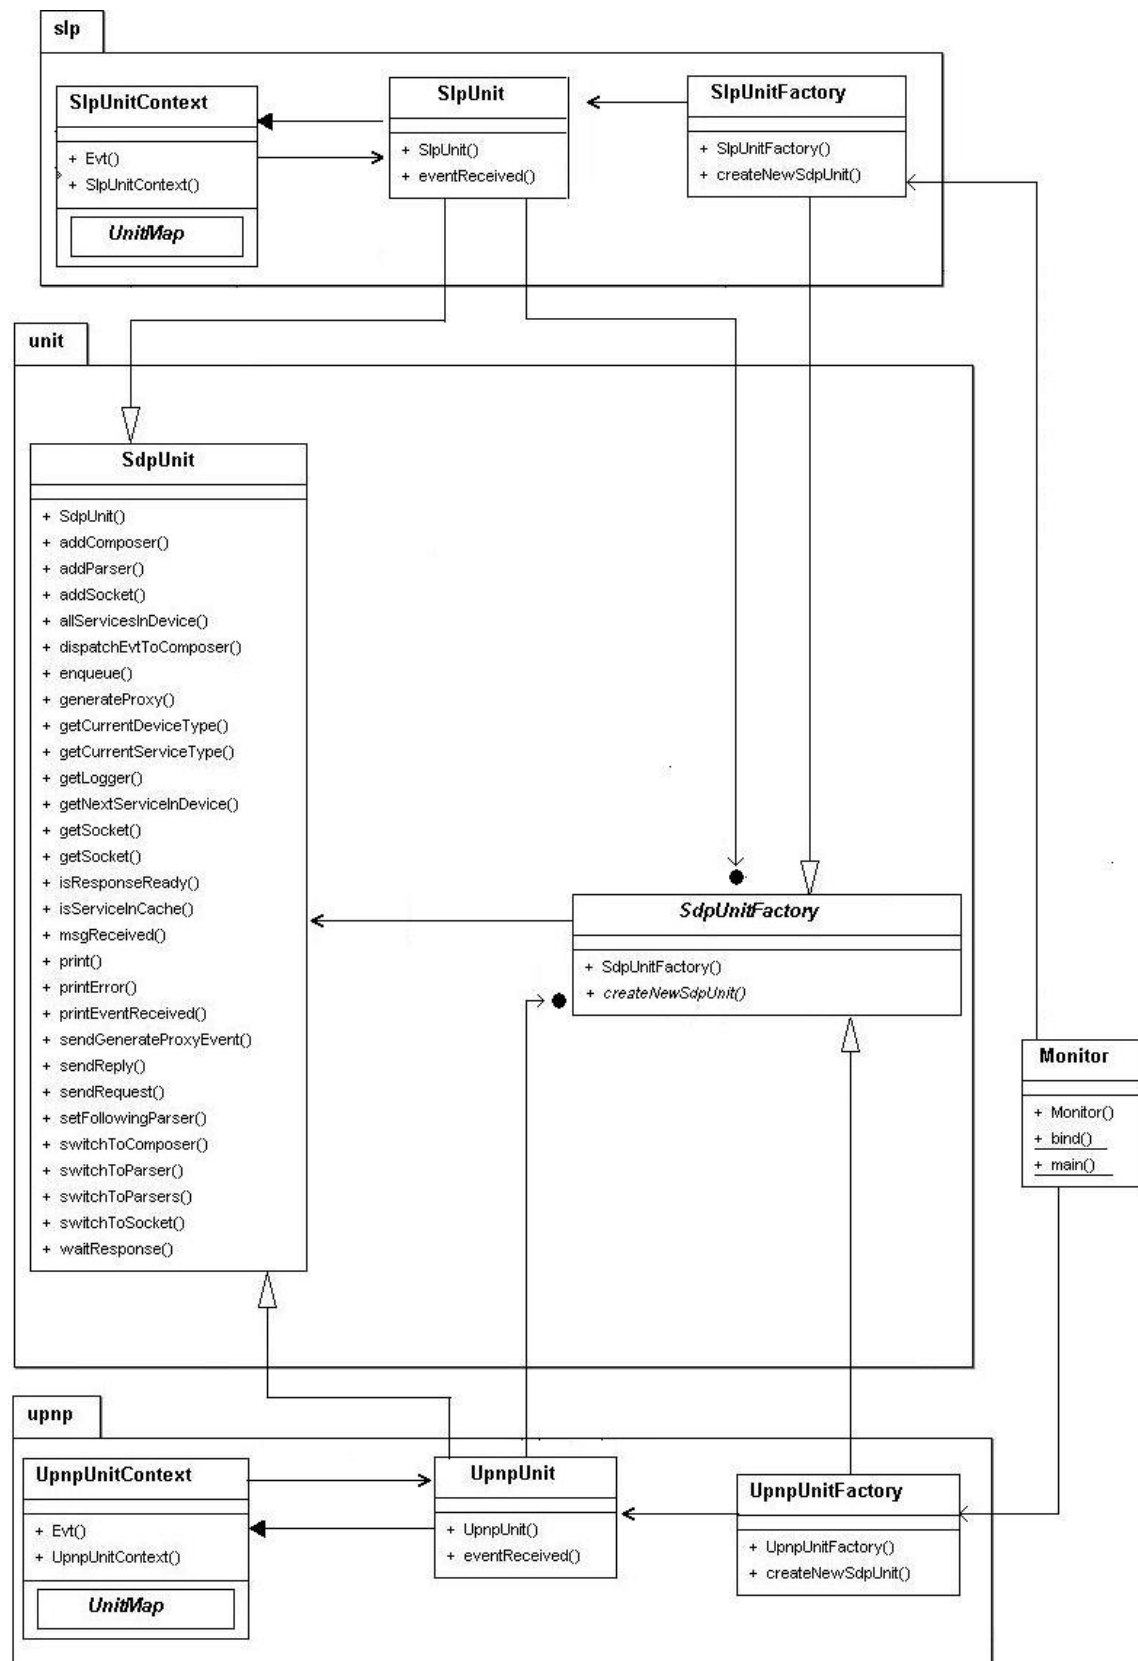 slp
SlpUnitContext
+ Evt()
+ SlpUnitContext()
UnitMap
SlpUnit
+ SlpUnit()
+ eventReceived()
SlpUnitFactory
+ SlpUnitFactory()
+ createNewSdpUnit()
unit
SdpUnit
+ SdpUnit()
+ addComposer()
+ addParser()
+ addSocket()
+ allServicesInDevice()
+ dispatchEvtToComposer()
+ enqueue()
+ generateProxy()
+ getCurrentDeviceType()
+ getCurrentServiceType()
+ getLogger()
+ getNextServiceInDevice()
+ getSocket()
+ getSocket()
+ isResponseReady()
+ isServiceInCache()
+ msgReceived()
+ print()
+ printError()
+ printEventReceived()
+ sendGenerateProxyEvent()
+ sendReply()
+ sendRequest()
+ setFollowingParser()
+ switchToComposer()
+ switchToParser()
+ switchToParsers()
+ switchToSocket()
+ waitResponse()
SdpUnitFactory
+ SdpUnitFactory()
+ createNewSdpUnit()
Monitor
+ Monitor()
+ bind()
+ main()
upnp
UpnpUnitContext
+ Evt()
+ UpnpUnitContext()
UnitMap
UpnpUnit
+ UpnpUnit()
+ eventReceived()
UpnpUnitFactory
+ UpnpUnitFactory()
+ createNewSdpUnit()